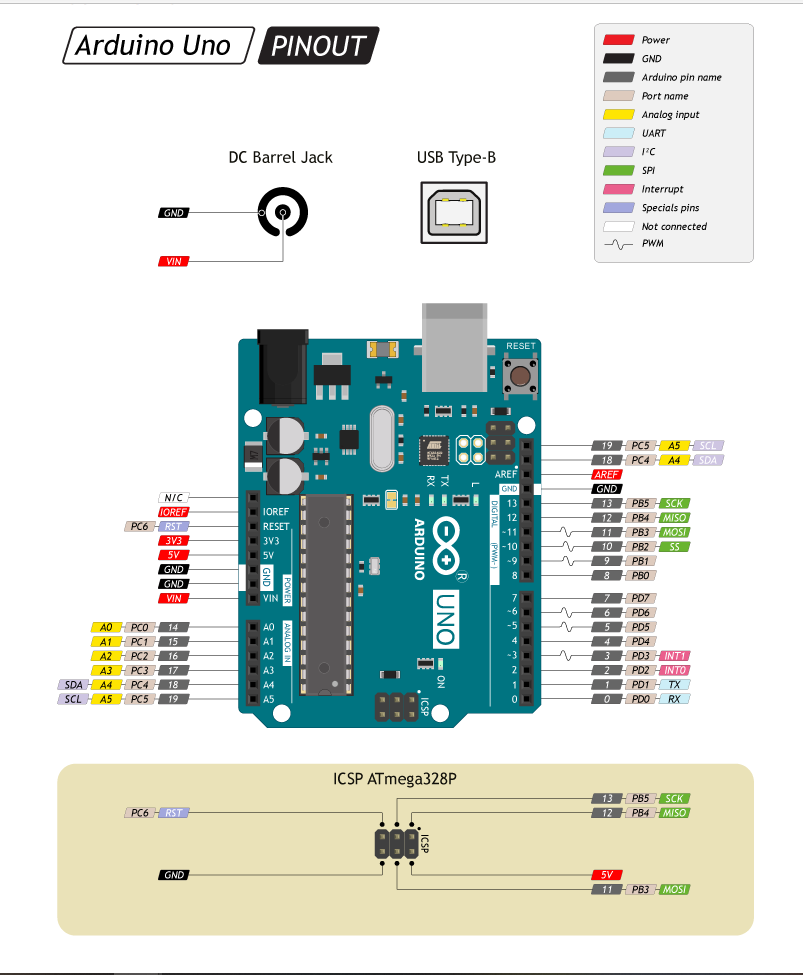 Arduino Uno PINOUT
Power
GND
Arduino pin name
Port name
Analog input
UART
I²C
SPI
Interrupt
Specials pins
Not connected
PWM
DC Barrel Jack
USB Type-B
GND
VIN
RESET
19 PC5 A5 SCL
18 PC4 A4 SDA
AREF AREF
GND GND
13 13 PB5 SCK
12 12 PB4 MISO
~11 11 PB3 MOSI
~10 10 PB2 SS
~9 9 PB1
8 8 PB0
7 7 PD7
~6 6 PD6
~5 5 PD5
4 4 PD4
~3 3 PD3 INT1
2 2 PD2 INT0
1 1 PD1 TX
0 0 PD0 RX
N/C
IOREF IOREF
PC6 RST RESET
3V3 3V3
5V 5V
GND GND
GND
VIN VIN
A0 PC0 14 A0
A1 PC1 15 A1
A2 PC2 16 A2
A3 PC3 17 A3
SDA A4 PC4 18 A4
SCL A5 PC5 19 A5
POWER
ANALOG IN
RX
TX
L
DIGITAL (PWM~)
ARDUINO
®
UNO
ON
ICSP
ICSP ATmega328P
PC6 RST
GND
ICSP
13 PB5 SCK
12 PB4 MISO
5V
11 PB3 MOSI